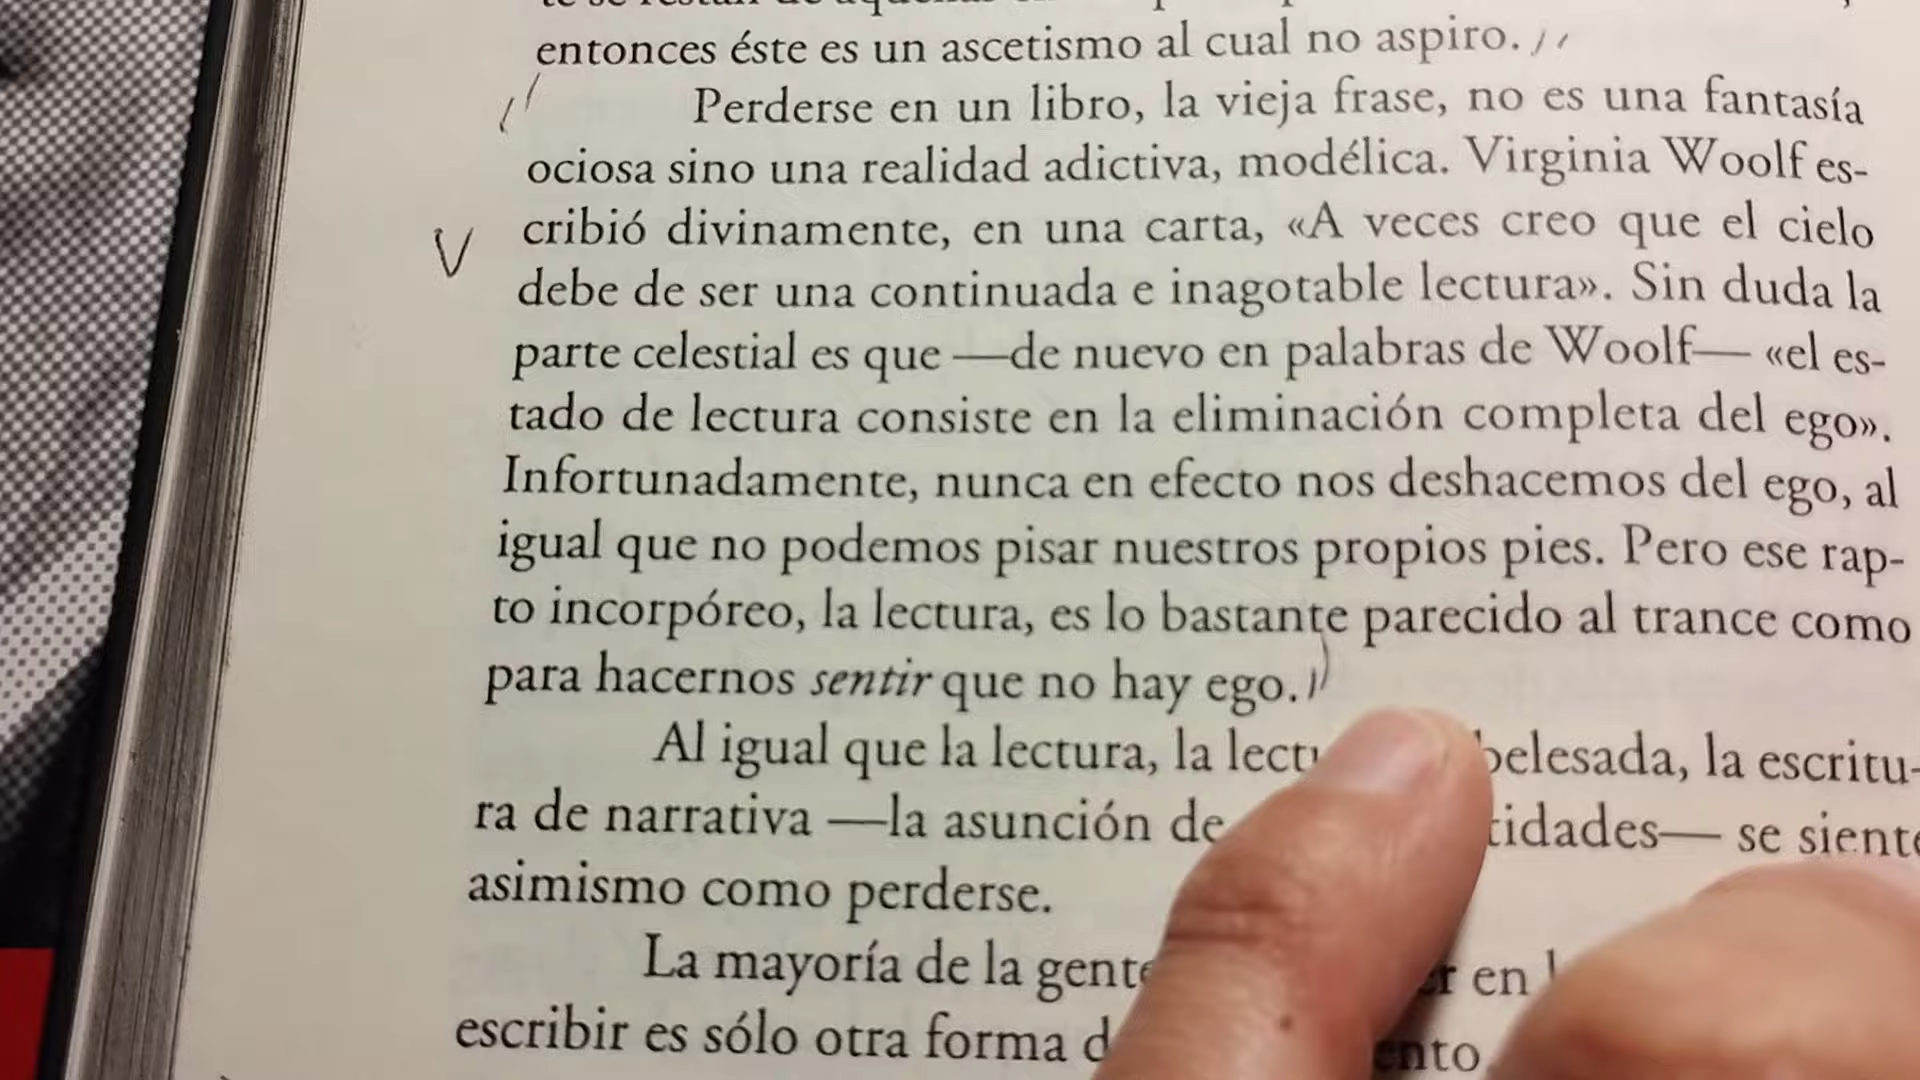 entonces éste es un ascetismo al cual no aspiro.
Perderse en un libro, la vieja frase, no es una fantasía
ociosa sino una realidad adictiva, modélica. Virginia Woolf es-
cribió divinamente, en una carta, «A veces creo que el cielo
debe de ser una continuada e inagotable lectura». Sin duda la
parte celestial es que —de nuevo en palabras de Woolf— «el es-
tado de lectura consiste en la eliminación completa del ego».
Infortunadamente, nunca en efecto nos deshacemos del ego, al
igual que no podemos pisar nuestros propios pies. Pero ese rap-
to incorpóreo, la lectura, es lo bastante parecido al trance como
para hacernos sentir que no hay ego.
Al igual que la lectura, la la escritu-
ra de narrativa —la asunción de se siente
asimismo como perderse.
La mayoría de la gente en
escribir es sólo otra forma